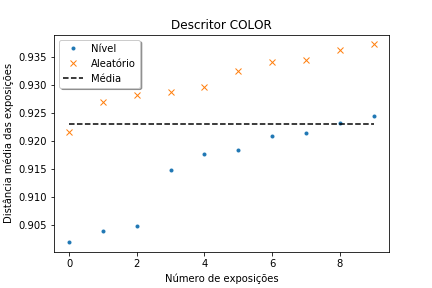 Descritor COLOR
Nível
Aleatório
Média
Distância média das exposições
0.935
0.930
0.925
0.920
0.915
0.910
0.905
0 2 4 6 8
Número de exposições